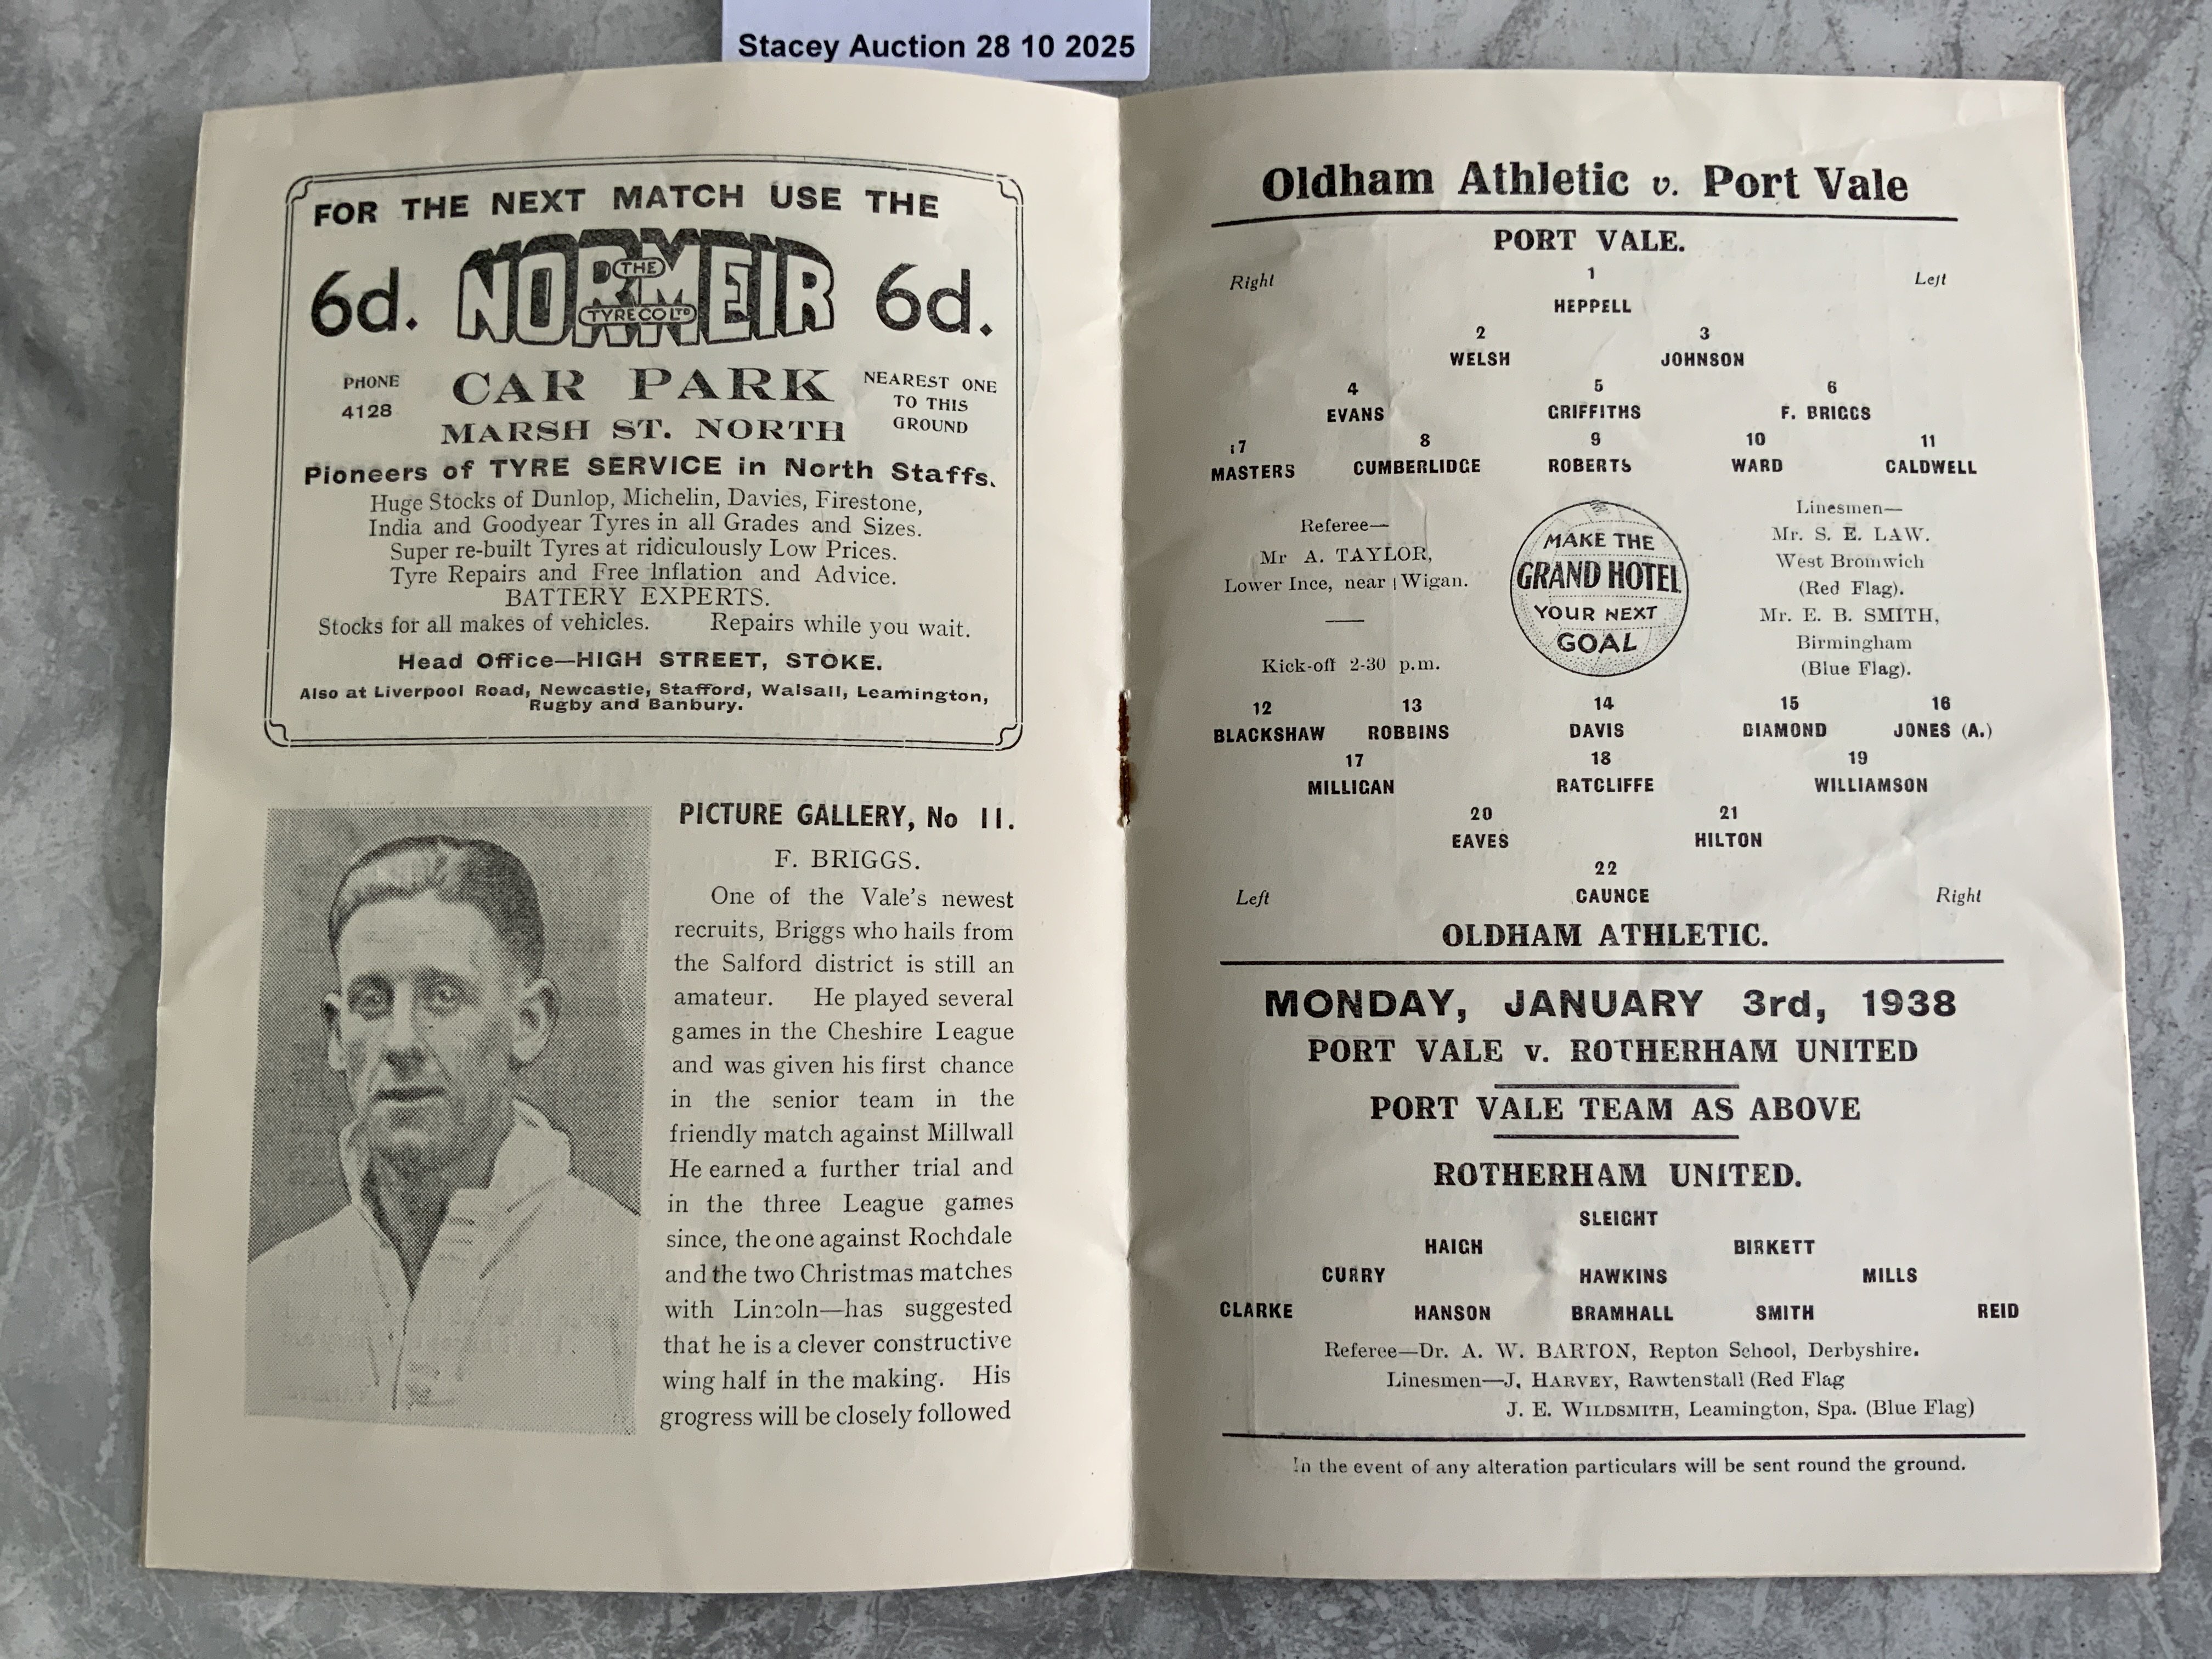 Stacey Auction 28 10 2025
FOR THE NEXT MATCH USE THE
6d. NORMEIR 6d.
THE
NORMEIR
TYRE CO LTD
PHONE
4128
CAR PARK
MARSH ST. NORTH
NEAREST ONE
TO THIS
GROUND
Pioneers of TYRE SERVICE in North Staffs.
Huge Stocks of Dunlop, Michelin, Davies, Firestone,
India and Goodyear Tyres in all Grades and Sizes.
Super re-built Tyres at ridiculously Low Prices.
Tyre Repairs and Free Inflation and Advice.
BATTERY EXPERTS.
Stocks for all makes of vehicles. Repairs while you wait.
Head Office—HIGH STREET, STOKE.
Also at Liverpool Road, Newcastle, Stafford, Walsall, Leamington,
Rugby and Banbury.
PICTURE GALLERY, No 11.
F. BRIGGS.
One of the Vale's newest
recruits, Briggs who hails from
the Salford district is still an
amateur. He played several
games in the Cheshire League
and was given his first chance
in the senior team in the
friendly match against Millwall
He earned a further trial and
in the three League games
since, the one against Rochdale
and the two Christmas matches
with Lincoln—has suggested
that he is a clever constructive
wing half in the making. His
grogress will be closely followed
Oldham Athletic v. Port Vale
PORT VALE.
Right 1 Left
HEPPELL
2 3
WELSH JOHNSON
4 5 6
EVANS GRIFFITHS F. BRIGGS
7 8 9 10 11
MASTERS CUMBERLIDGE ROBERTS WARD CALDWELL
Referee—
Mr A. TAYLOR,
Lower Ince, near Wigan.
Kick-off 2-30 p.m.
MAKE THE
GRAND HOTEL
YOUR NEXT
GOAL
Linesmen—
Mr. S. E. LAW.
West Bromwich
(Red Flag).
Mr. E. B. SMITH,
Birmingham
(Blue Flag).
12 13 14 15 16
BLACKSHAW ROBBINS DAVIS DIAMOND JONES (A.)
17 18 19
MILLIGAN RATCLIFFE WILLIAMSON
20 21
EAVES HILTON
22
Left CAUNCE Right
OLDHAM ATHLETIC.
MONDAY, JANUARY 3rd, 1938
PORT VALE v. ROTHERHAM UNITED
PORT VALE TEAM AS ABOVE
ROTHERHAM UNITED.
SLEIGHT
HAIGH BIRKETT
CURRY HAWKINS MILLS
CLARKE HANSON BRAMHALL SMITH REID
Referee—Dr. A. W. BARTON, Repton School, Derbyshire.
Linesmen—J. HARVEY, Rawtenstall (Red Flag
J. E. WILDSMITH, Leamington, Spa. (Blue Flag)
In the event of any alteration particulars will be sent round the ground.